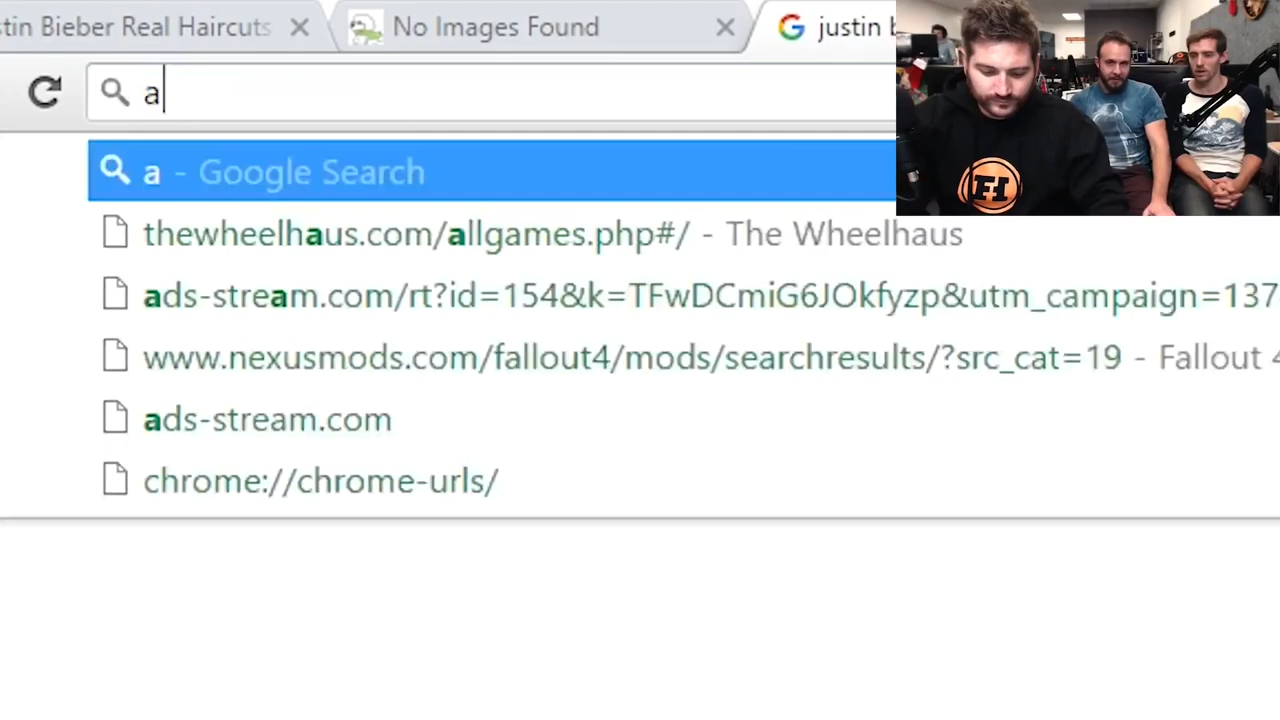 tin Bieber Real Haircuts
No Images Found
justin b
a
a - Google Search
thewheelhaus.com/allgames.php#/ - The Wheelhaus
ads-stream.com/rt?id=154&k=TFwDCmiG6JOkfyzp&utm_campaign=137
www.nexusmods.com/fallout4/mods/searchresults/?src_cat=19 - Fallout 4
ads-stream.com
chrome://chrome-urls/